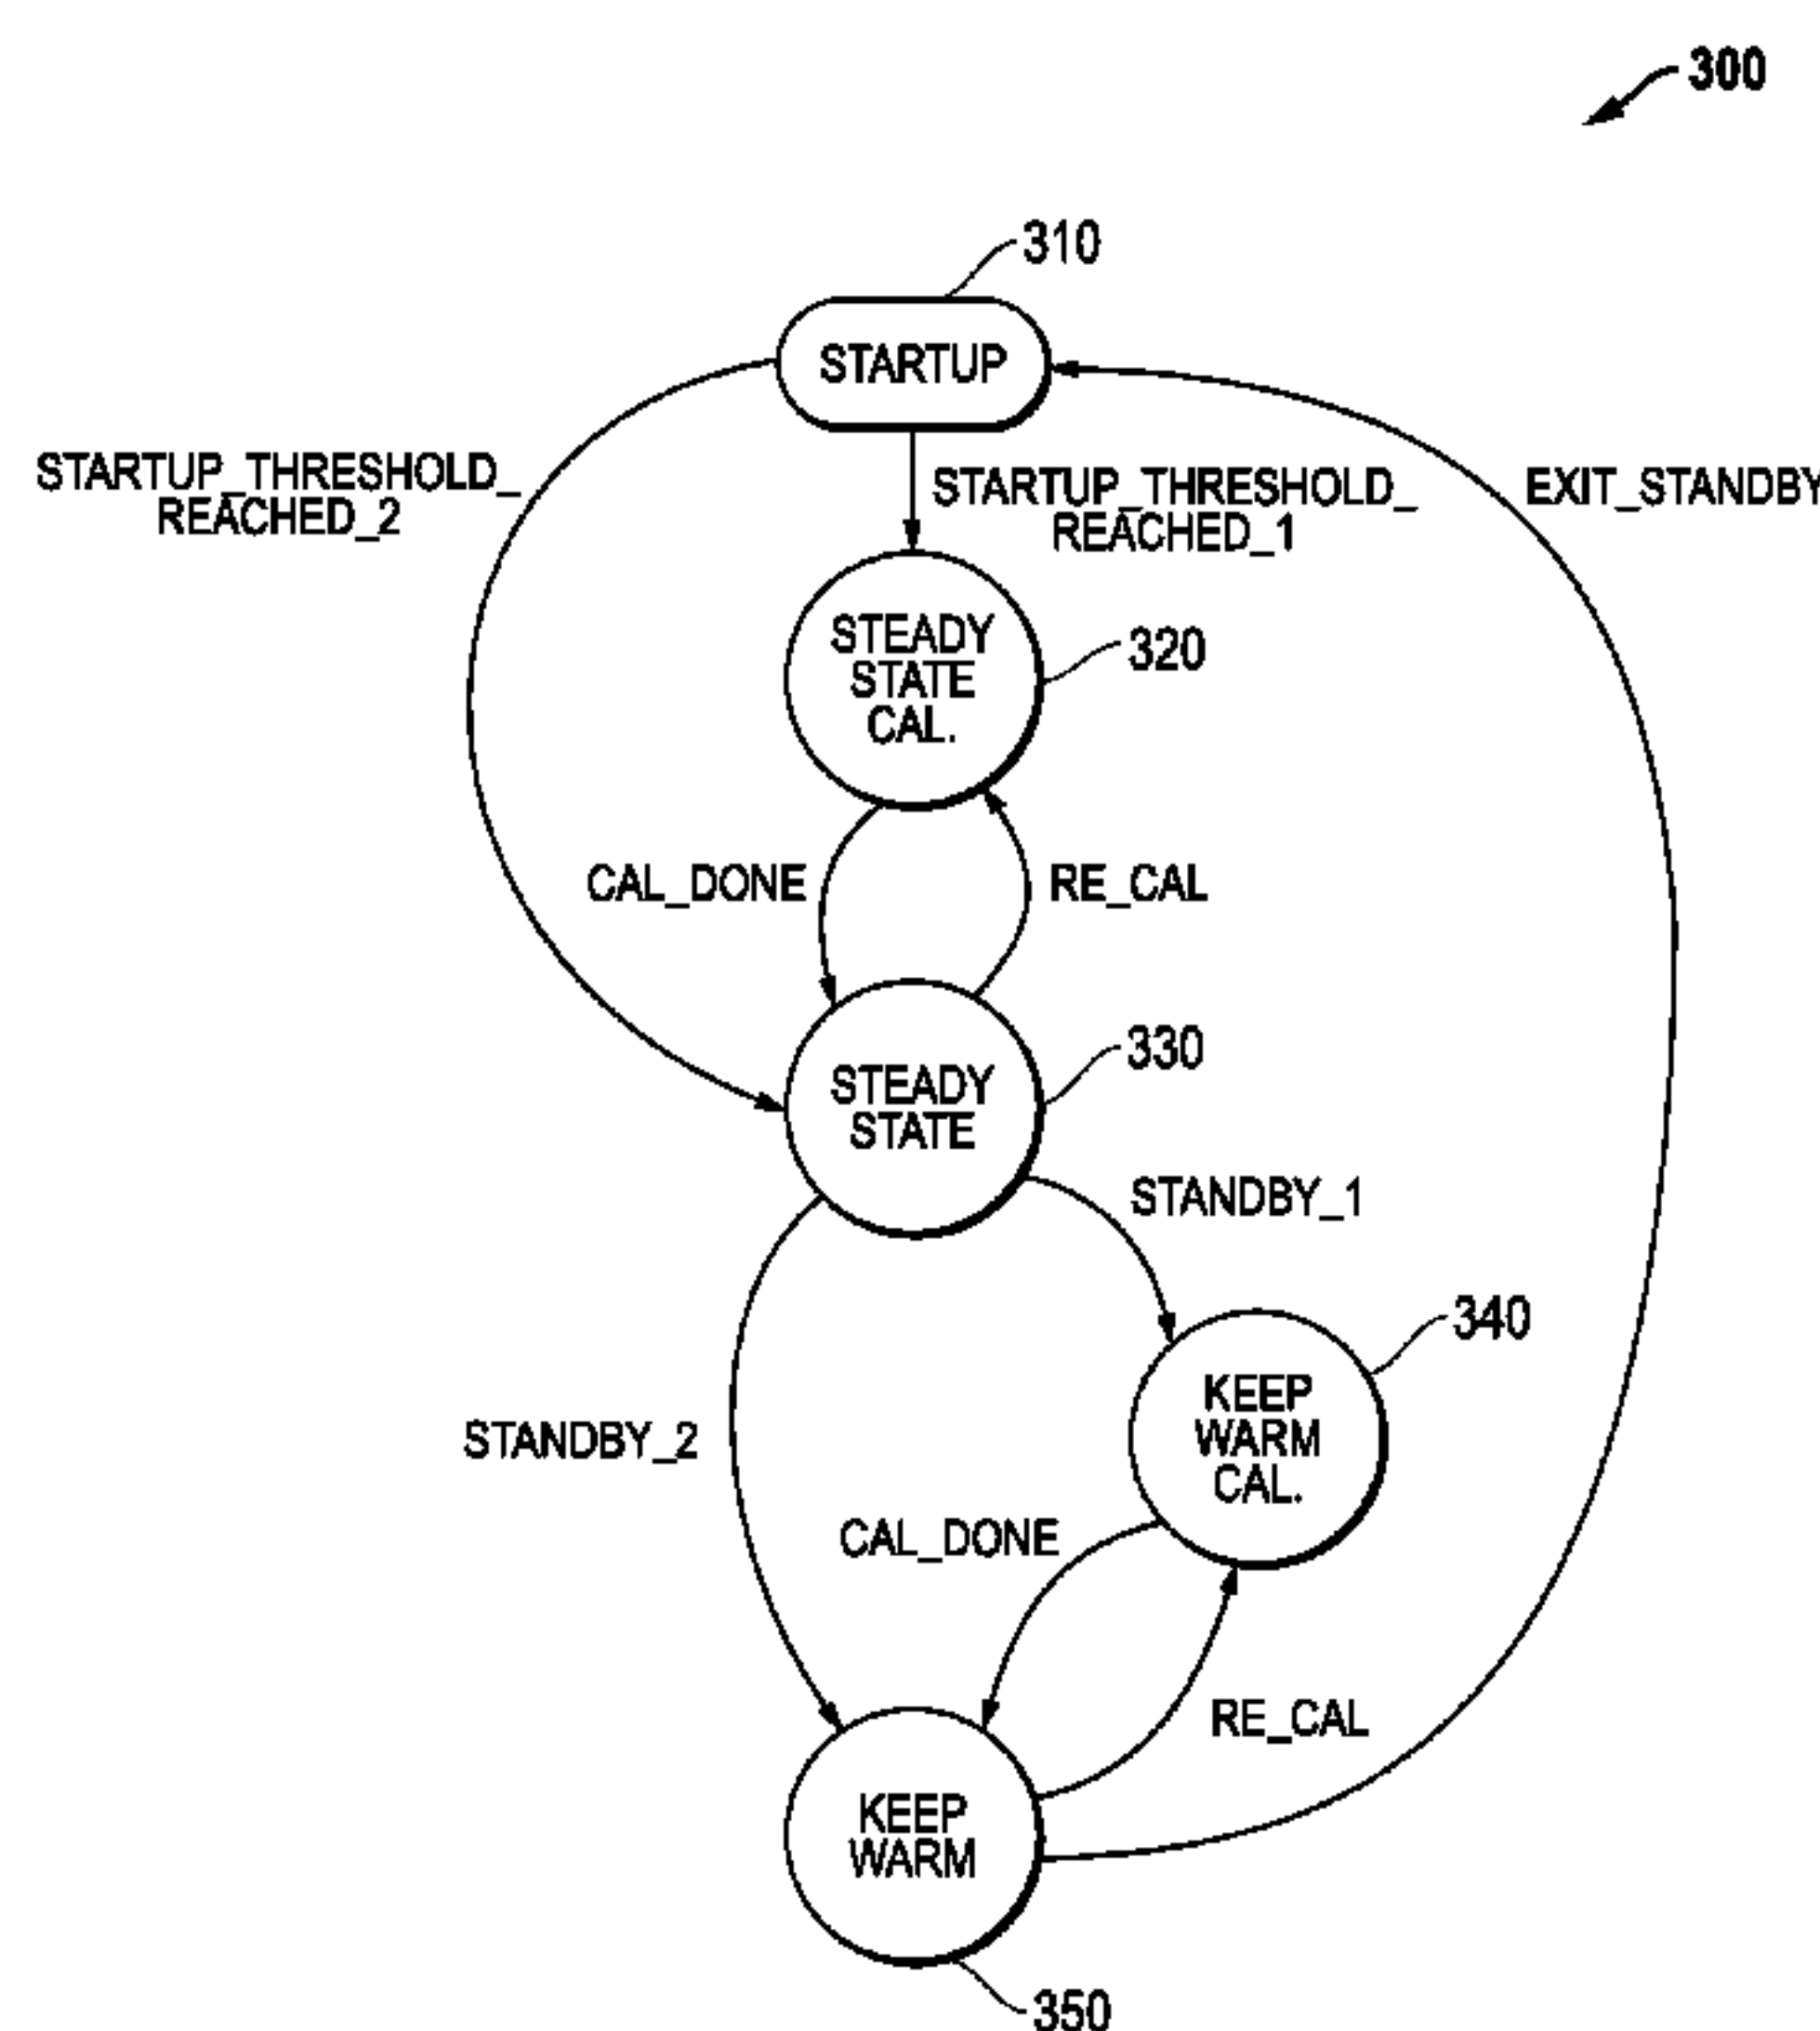 300
310
STARTUP
STARTUP_THRESHOLD_
REACHED_2
STARTUP_THRESHOLD_
REACHED_1
EXIT_STANDBY
STEADY
STATE
CAL.
320
CAL_DONE
RE_CAL
330
STEADY
STATE
STANDBY_1
340
KEEP
WARM
CAL.
STANDBY_2
CAL_DONE
RE_CAL
KEEP
WARM
350